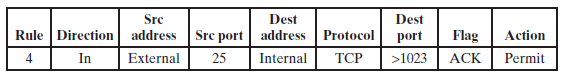 Rule Direction Src address Src port Dest address Protocol Dest port Flag Action
4 In External 25 Internal TCP >1023 ACK Permit